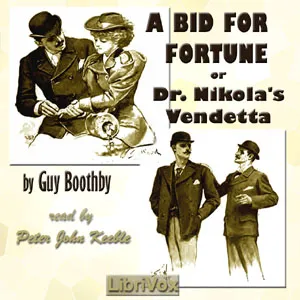 A BID FOR
FORTUNE
or
Dr. Nikola's
Vendetta
by Guy Boothby
read by
Peter John Keeble
LibriVox